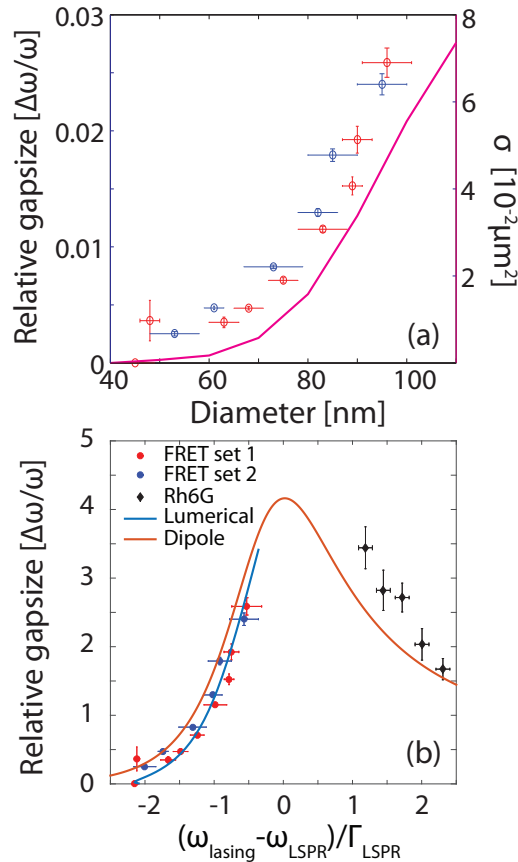 0.03
0.02
0.01
0
Relative gapsize [Δω/ω]
8
6
4
2
σ [10⁻²μm²]
40 60 80 100
Diameter [nm]
(a)
5
4
3
2
1
0
Relative gapsize [Δω/ω]
FRET set 1
FRET set 2
Rh6G
Lumerical
Dipole
(b)
-2 -1 0 1 2
(ω_lasing-ω_LSPR)/Γ_LSPR